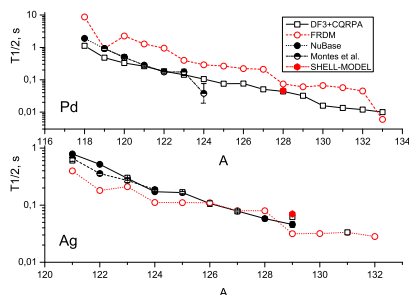 T1/2, s
10
1
0,1
0,01
DF3+CQRPA
FRDM
NuBase
Montes et al.
SHELL-MODEL
Pd
116 118 120 122 124 126 128 130 132 134
A
T1/2, s
1
0,1
0,01
Ag
120 122 124 126 128 130 132
A